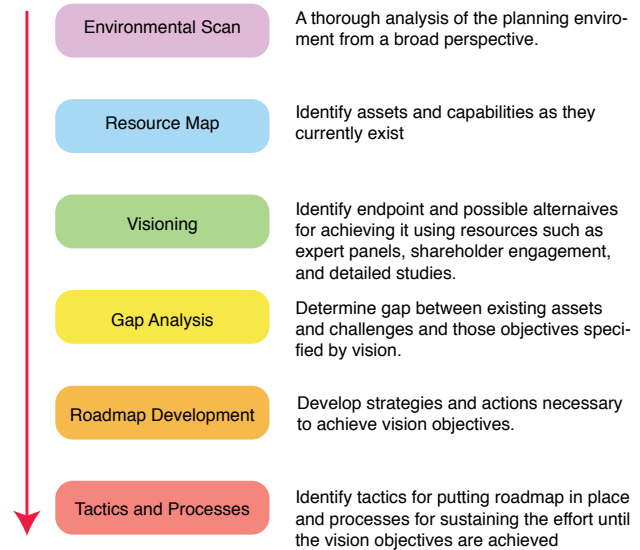 Environmental Scan
A thorough analysis of the planning enviro-
ment from a broad perspective.
Resource Map
Identify assets and capabilities as they
currently exist
Visioning
Identify endpoint and possible alternaives
for achieving it using resources such as
expert panels, shareholder engagement,
and detailed studies.
Gap Analysis
Determine gap between existing assets
and challenges and those objectives speci-
fied by vision.
Roadmap Development
Develop strategies and actions necessary
to achieve vision objectives.
Tactics and Processes
Identify tactics for putting roadmap in place
and processes for sustaining the effort until
the vision objectives are achieved